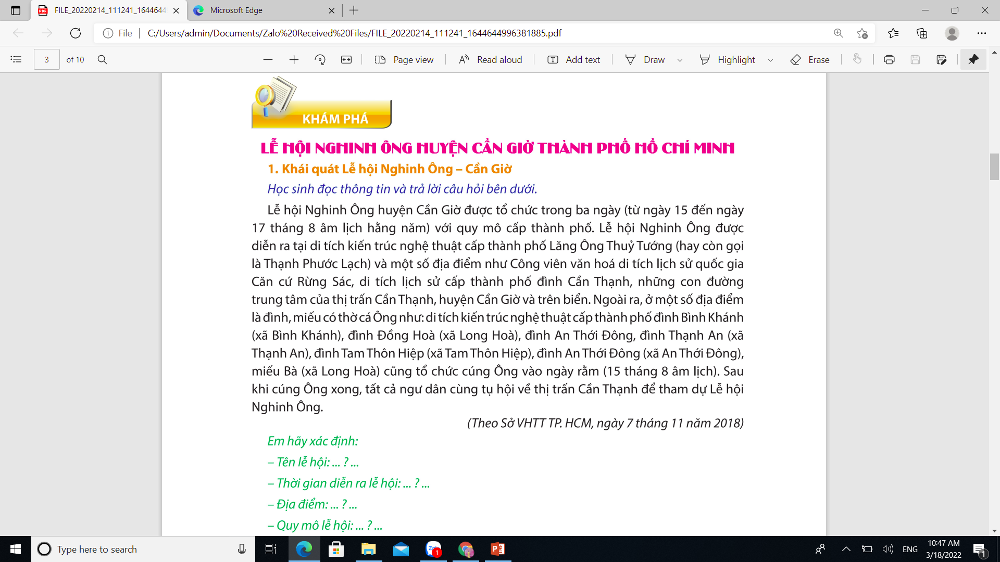 FILE_20220214_111241_1644644
Microsoft Edge
File
C:/Users/admin/Documents/Zalo%20Received%20Files/FILE_20220214_111241_1644644996381885.pdf
3 of 10
Page view
Read aloud
Add text
Draw
Highlight
Erase
KHÁM PHÁ
LỄ HỘI NGHINH ÔNG HUYỆN CẦN GIỜ THÀNH PHỐ HỒ CHÍ MINH
1. Khái quát Lễ hội Nghinh Ông – Cần Giờ
Học sinh đọc thông tin và trả lời câu hỏi bên dưới.
Lễ hội Nghinh Ông huyện Cần Giờ được tổ chức trong ba ngày (từ ngày 15 đến ngày
17 tháng 8 âm lịch hằng năm) với quy mô cấp thành phố. Lễ hội Nghinh Ông được
diễn ra tại di tích kiến trúc nghệ thuật cấp thành phố Lăng Ông Thuỷ Tướng (hay còn gọi
là Thạnh Phước Lạch) và một số địa điểm như Công viên văn hoá di tích lịch sử quốc gia
Căn cứ Rừng Sác, di tích lịch sử cấp thành phố đình Cần Thạnh, những con đường
trung tâm của thị trấn Cần Thạnh, huyện Cần Giờ và trên biển. Ngoài ra, ở một số địa điểm
là đình, miếu có thờ cá Ông như: di tích kiến trúc nghệ thuật cấp thành phố đình Bình Khánh
(xã Bình Khánh), đình Đồng Hoà (xã Long Hoà), đình An Thới Đông, đình Thạnh An (xã
Thạnh An), đình Tam Thôn Hiệp (xã Tam Thôn Hiệp), đình An Thới Đông (xã An Thới Đông),
miếu Bà (xã Long Hoà) cũng tổ chức cúng Ông vào ngày rằm (15 tháng 8 âm lịch). Sau
khi cúng Ông xong, tất cả ngư dân cùng tụ hội về thị trấn Cần Thạnh để tham dự Lễ hội
Nghinh Ông.
(Theo Sở VHTT TP. HCM, ngày 7 tháng 11 năm 2018)
Em hãy xác định:
– Tên lễ hội: ... ? ...
– Thời gian diễn ra lễ hội: ... ? ...
– Địa điểm: ... ? ...
– Quy mô lễ hội: ... ? ...
Type here to search
ENG
10:47 AM
3/18/2022
1